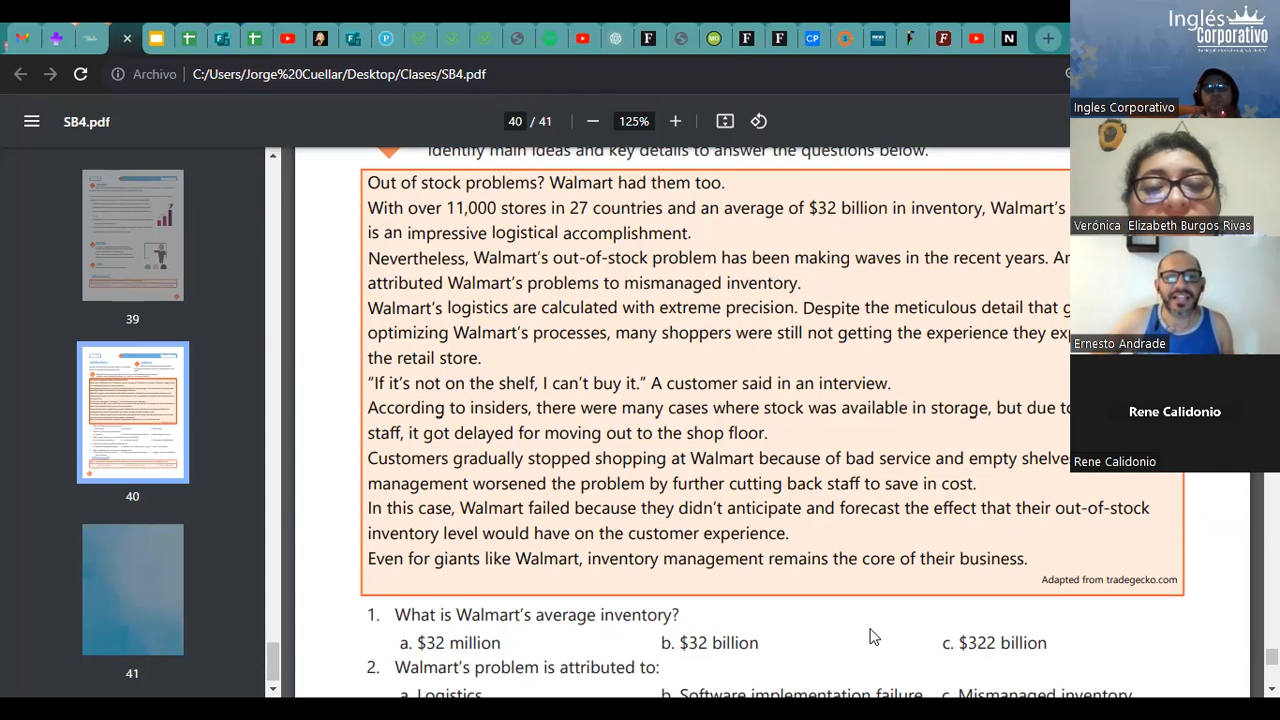 Archivo
C:/Users/Jorge%20Cuellar/Desktop/Clases/SB4.pdf
SB4.pdf
40 / 41
125%
Inglés
Corporativo
Ingles Corporativo
Verónica Elizabeth Burgos Rivas
Ernesto Andrade
Rene Calidonio
Rene Calidonio
39
40
41
Identify main ideas and key details to answer the questions below.
Out of stock problems? Walmart had them too.
With over 11,000 stores in 27 countries and an average of $32 billion in inventory, Walmart's
is an impressive logistical accomplishment.
Nevertheless, Walmart's out-of-stock problem has been making waves in the recent years. An
attributed Walmart's problems to mismanaged inventory.
Walmart's logistics are calculated with extreme precision. Despite the meticulous detail that g
optimizing Walmart's processes, many shoppers were still not getting the experience they exp
the retail store.
“If it's not on the shelf, I can't buy it.” A customer said in an interview.
According to insiders, there were many cases where stock was available in storage, but due to
staff, it got delayed for moving out to the shop floor.
Customers gradually stopped shopping at Walmart because of bad service and empty shelve
management worsened the problem by further cutting back staff to save in cost.
In this case, Walmart failed because they didn't anticipate and forecast the effect that their out-of-stock
inventory level would have on the customer experience.
Even for giants like Walmart, inventory management remains the core of their business.
Adapted from tradegecko.com
1. What is Walmart's average inventory?
a. $32 million b. $32 billion c. $322 billion
2. Walmart's problem is attributed to:
a. Logistics b. Software implementation failure c. Mismanaged inventory